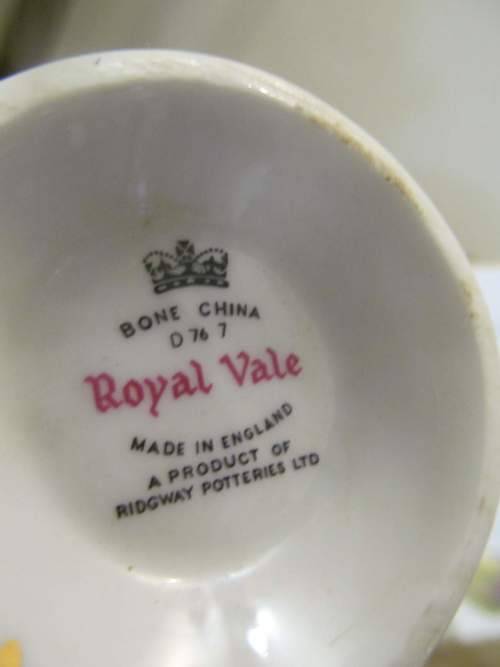 BONE CHINA
D 76 7
Royal Vale
MADE IN ENGLAND
A PRODUCT OF
RIDGWAY POTTERIES LTD